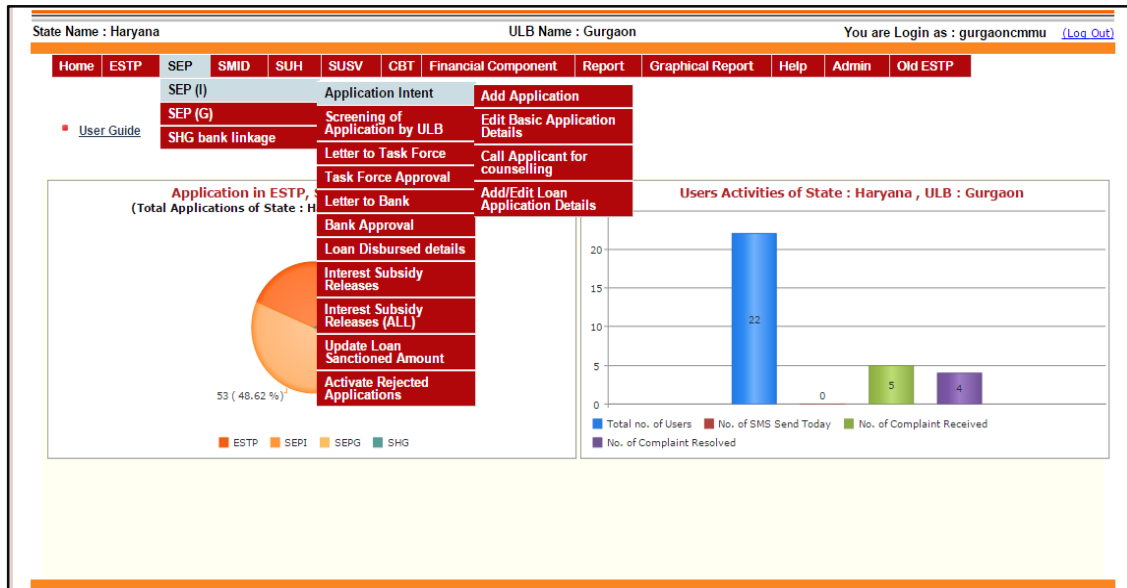 State Name : Haryana
ULB Name : Gurgaon
You are Login as : gurgaoncmmu (Log Out)
Home ESTP SEP SMID SUH SUSV CBT Financial Component Report Graphical Report Help Admin Old ESTP
SEP (I)
SEP (G)
SHG bank linkage
User Guide
Application Intent
Screening of
Application by ULB
Letter to Task Force
Task Force Approval
Letter to Bank
Bank Approval
Loan Disbursed details
Interest Subsidy
Releases
Interest Subsidy
Releases (ALL)
Update Loan
Sanctioned Amount
Activate Rejected
Applications
Add Application
Edit Basic Application
Details
Call Applicant for
counselling
Add/Edit Loan
Application Details
Application in ESTP,
(Total Applications of State :
53 ( 48.62 %)
ESTP SEPI SEPG SHG
Users Activities of State : Haryana , ULB : Gurgaon
20
15
10
5
0
22
0
5
4
Total no. of Users No. of SMS Send Today No. of Complaint Received
No. of Complaint Resolved